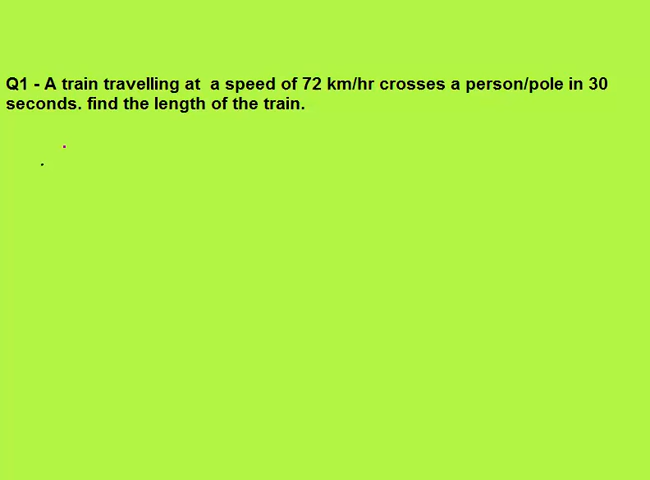 Q1 - A train travelling at  a speed of 72 km/hr crosses a person/pole in 30
seconds. find the length of the train.